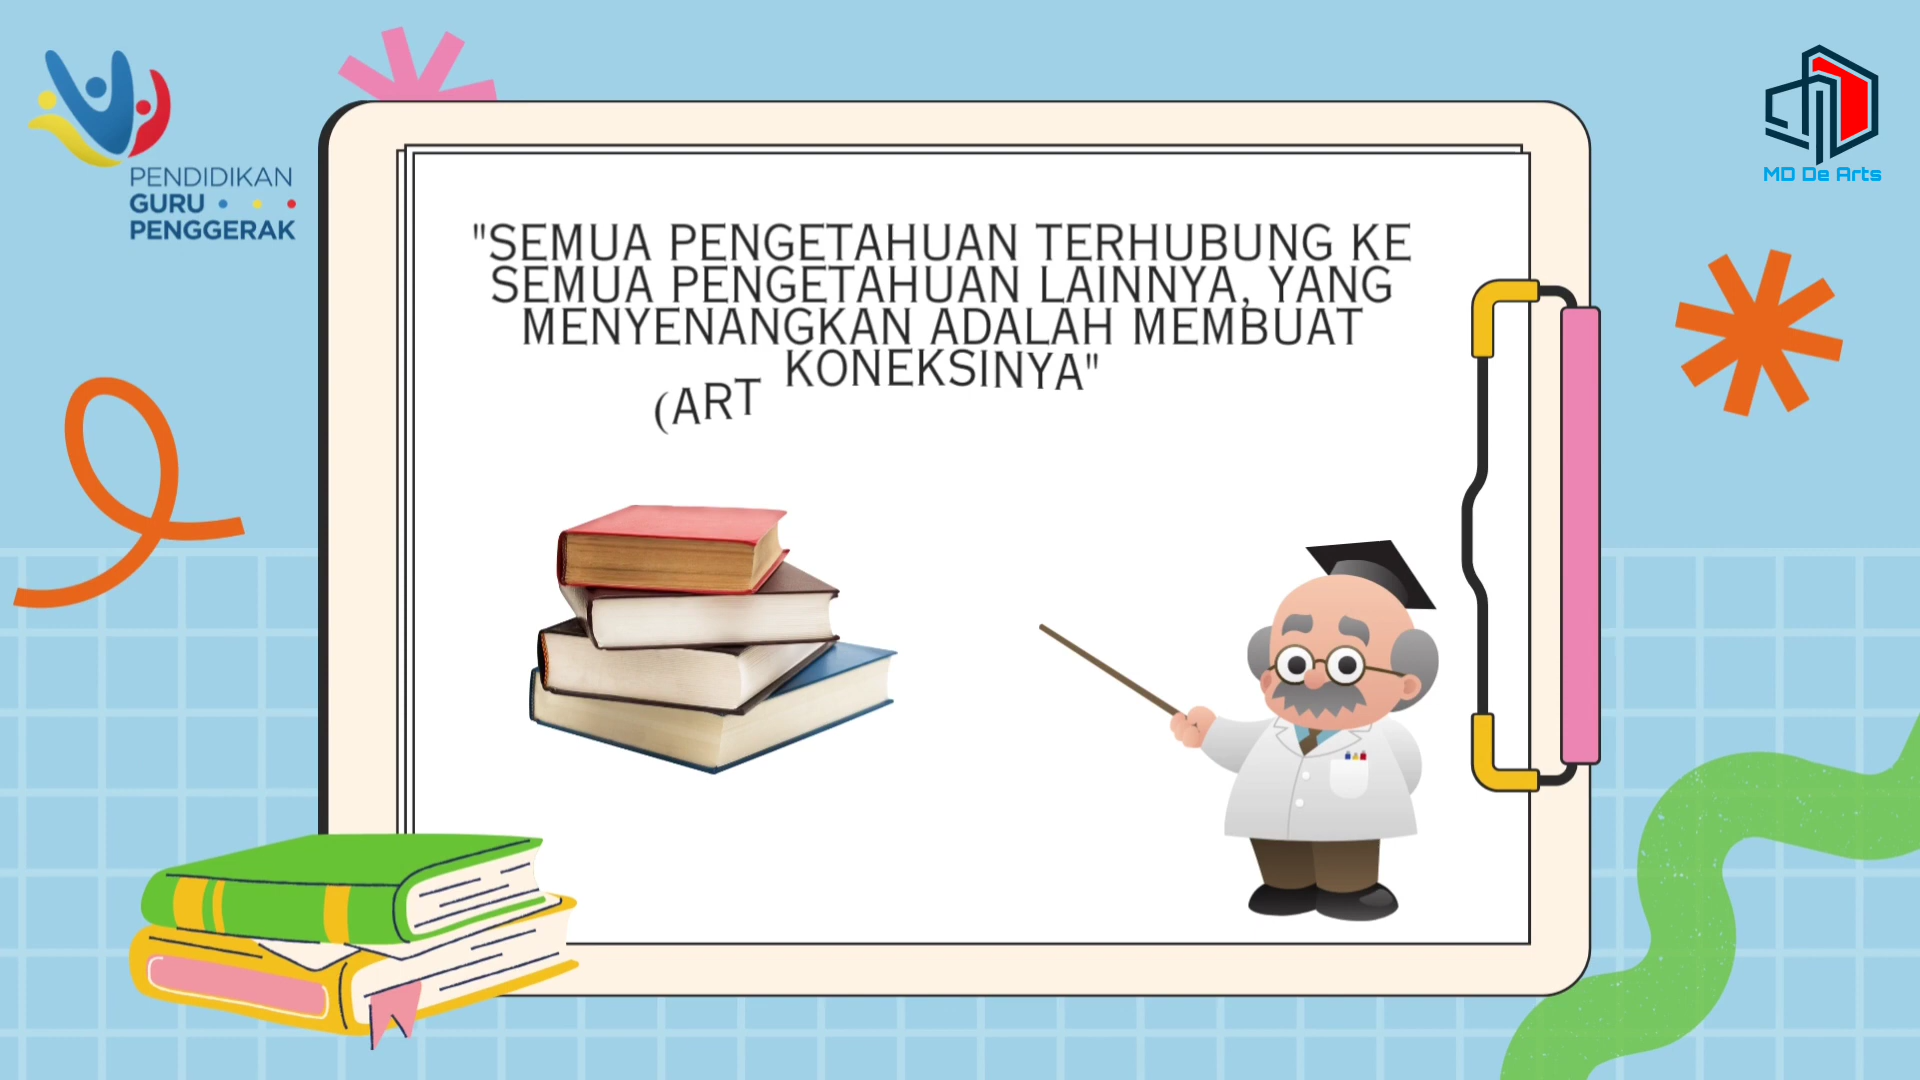 PENDIDIKAN
GURU
PENGGERAK
MD De Arts
"SEMUA PENGETAHUAN TERHUBUNG KE
SEMUA PENGETAHUAN LAINNYA, YANG
MENYENANGKAN ADALAH MEMBUAT
KONEKSINYA"
(ART